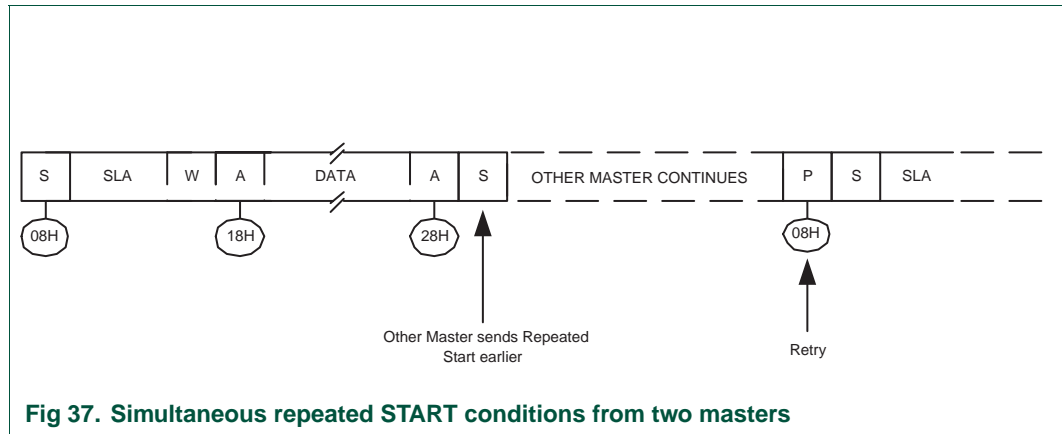 S SLA W A DATA A S OTHER MASTER CONTINUES P S SLA
08H 18H 28H 08H
Other Master sends Repeated
Start earlier
Retry
Fig 37. Simultaneous repeated START conditions from two masters